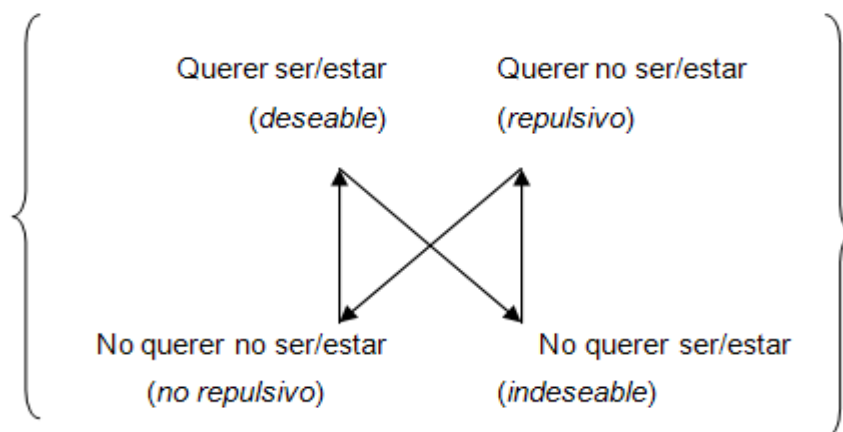 Querer ser/estar Querer no ser/estar
(deseable) (repulsivo)
No querer no ser/estar No querer ser/estar
(no repulsivo) (indeseable)